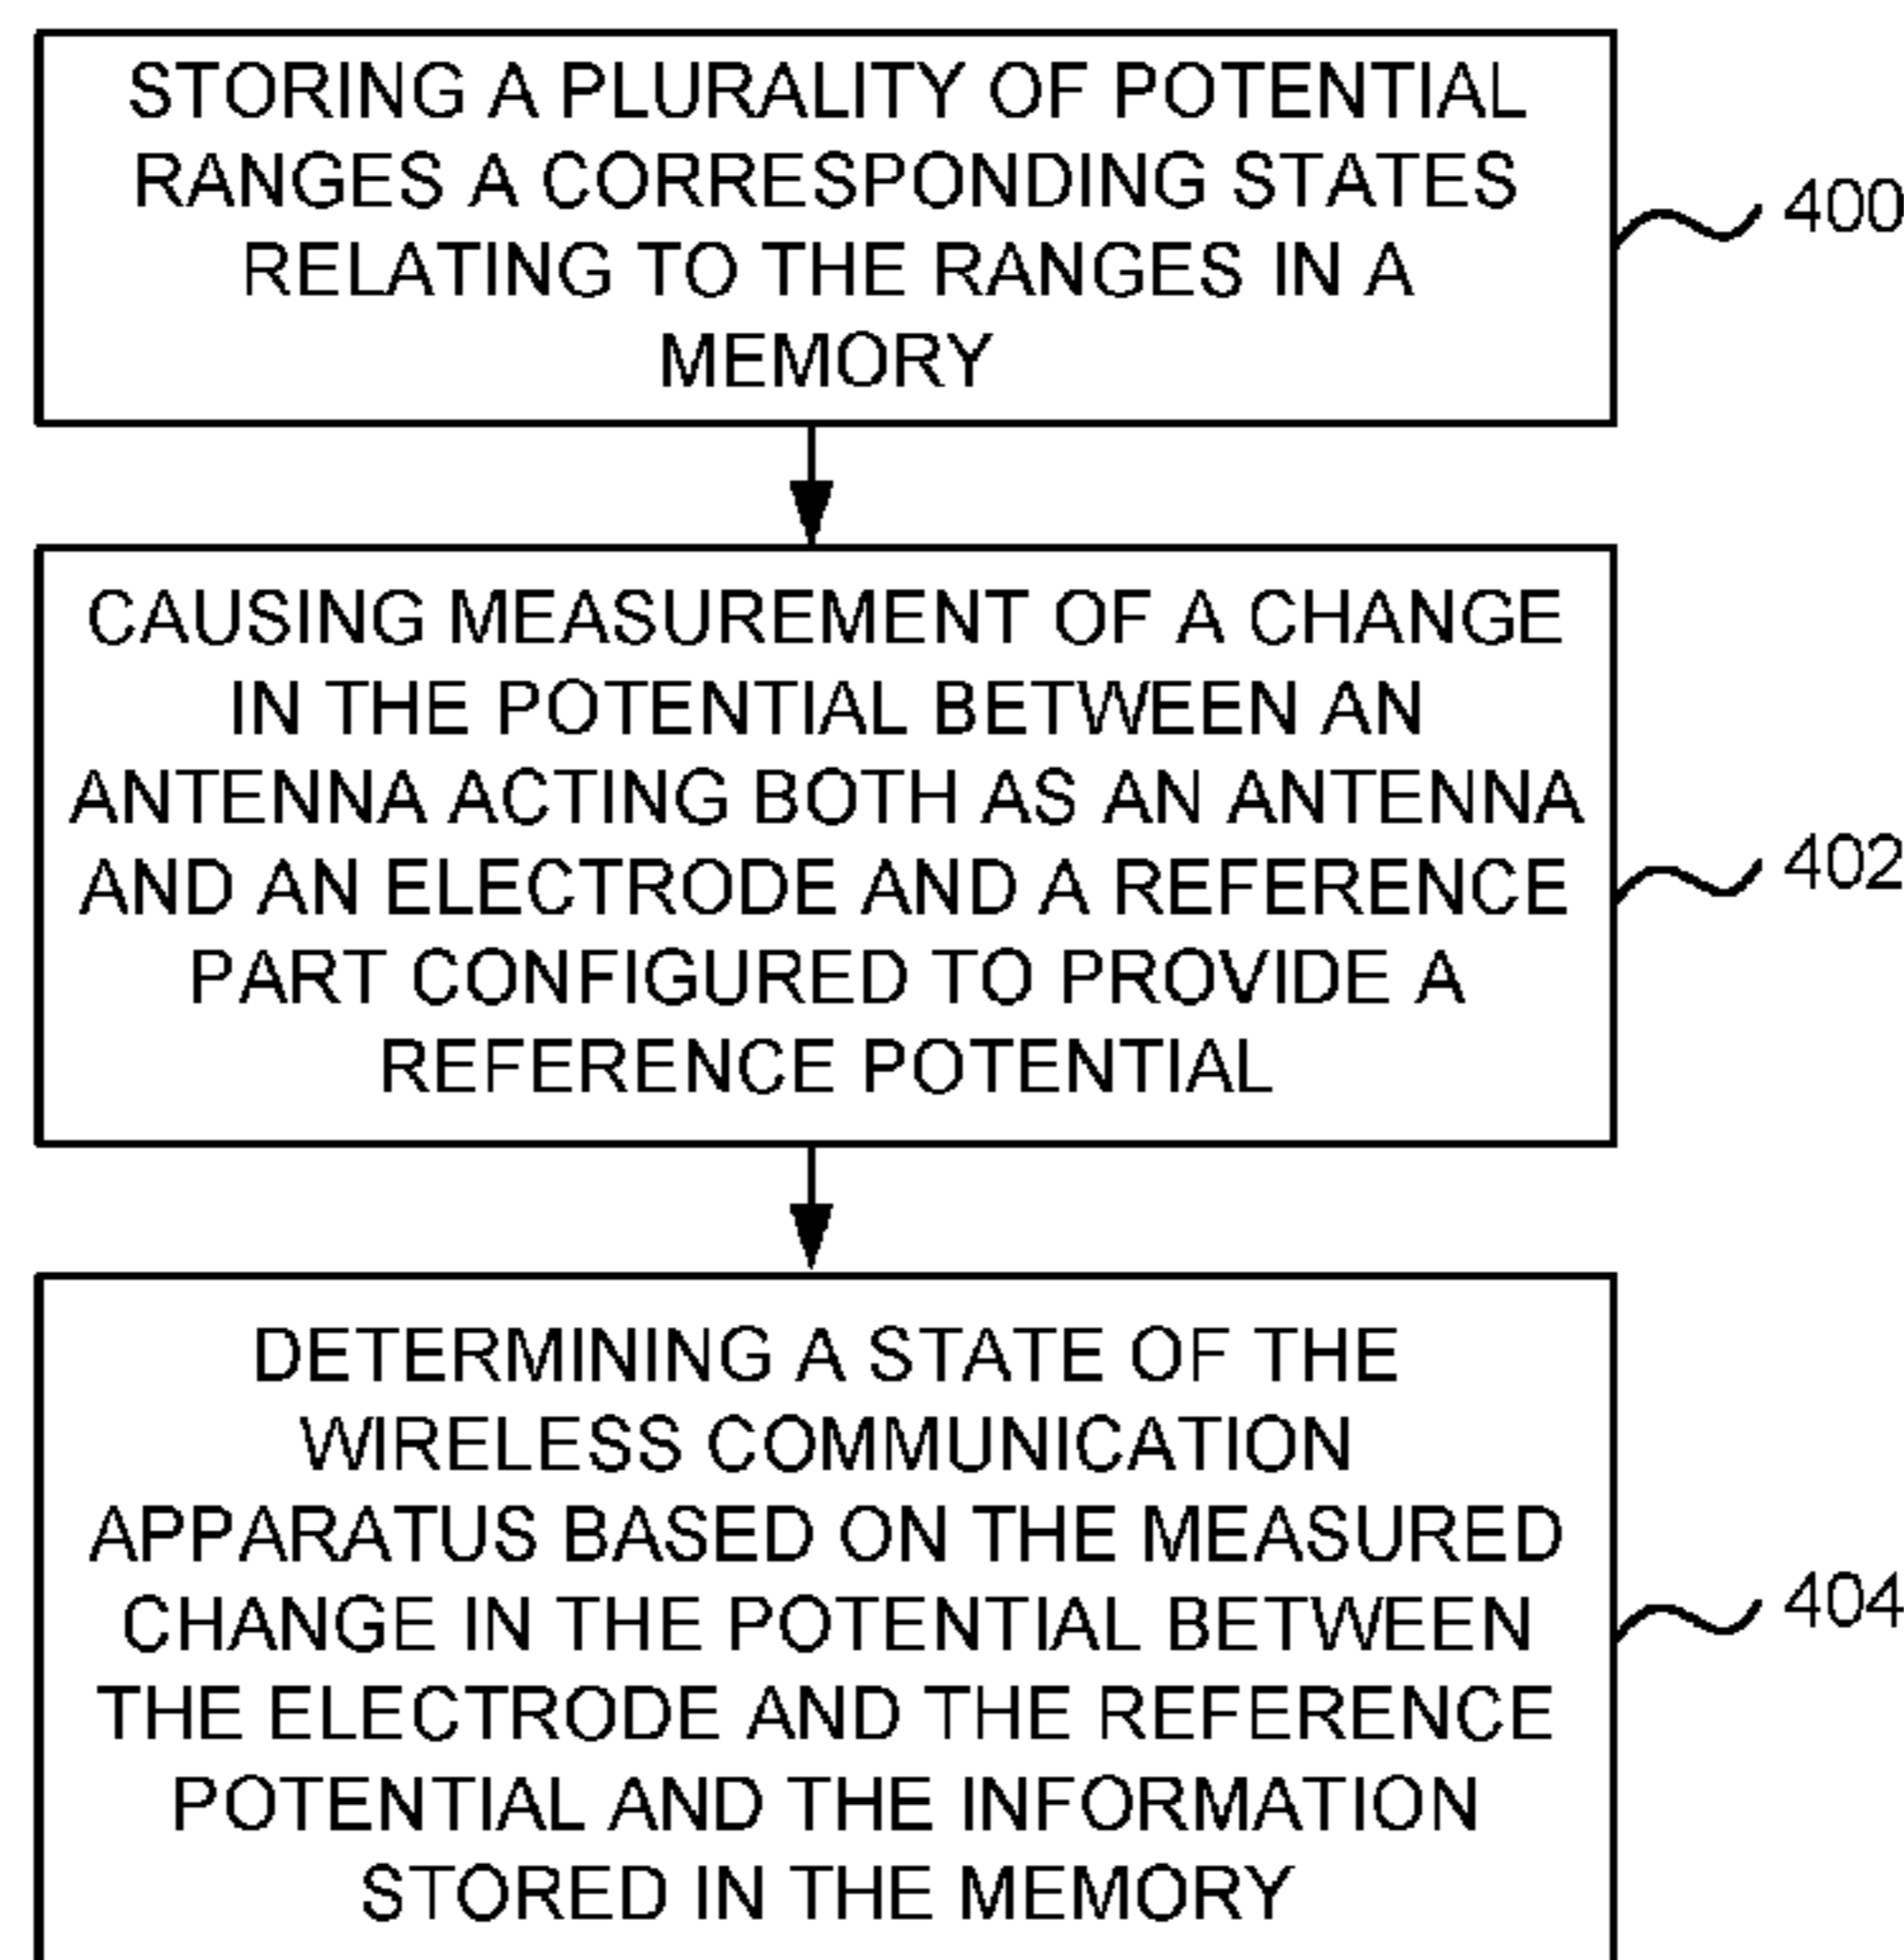 STORING A PLURALITY OF POTENTIAL
RANGES A CORRESPONDING STATES
RELATING TO THE RANGES IN A
MEMORY
400
CAUSING MEASUREMENT OF A CHANGE
IN THE POTENTIAL BETWEEN AN
ANTENNA ACTING BOTH AS AN ANTENNA
AND AN ELECTRODE AND A REFERENCE
PART CONFIGURED TO PROVIDE A
REFERENCE POTENTIAL
402
DETERMINING A STATE OF THE
WIRELESS COMMUNICATION
APPARATUS BASED ON THE MEASURED
CHANGE IN THE POTENTIAL BETWEEN
THE ELECTRODE AND THE REFERENCE
POTENTIAL AND THE INFORMATION
STORED IN THE MEMORY
404